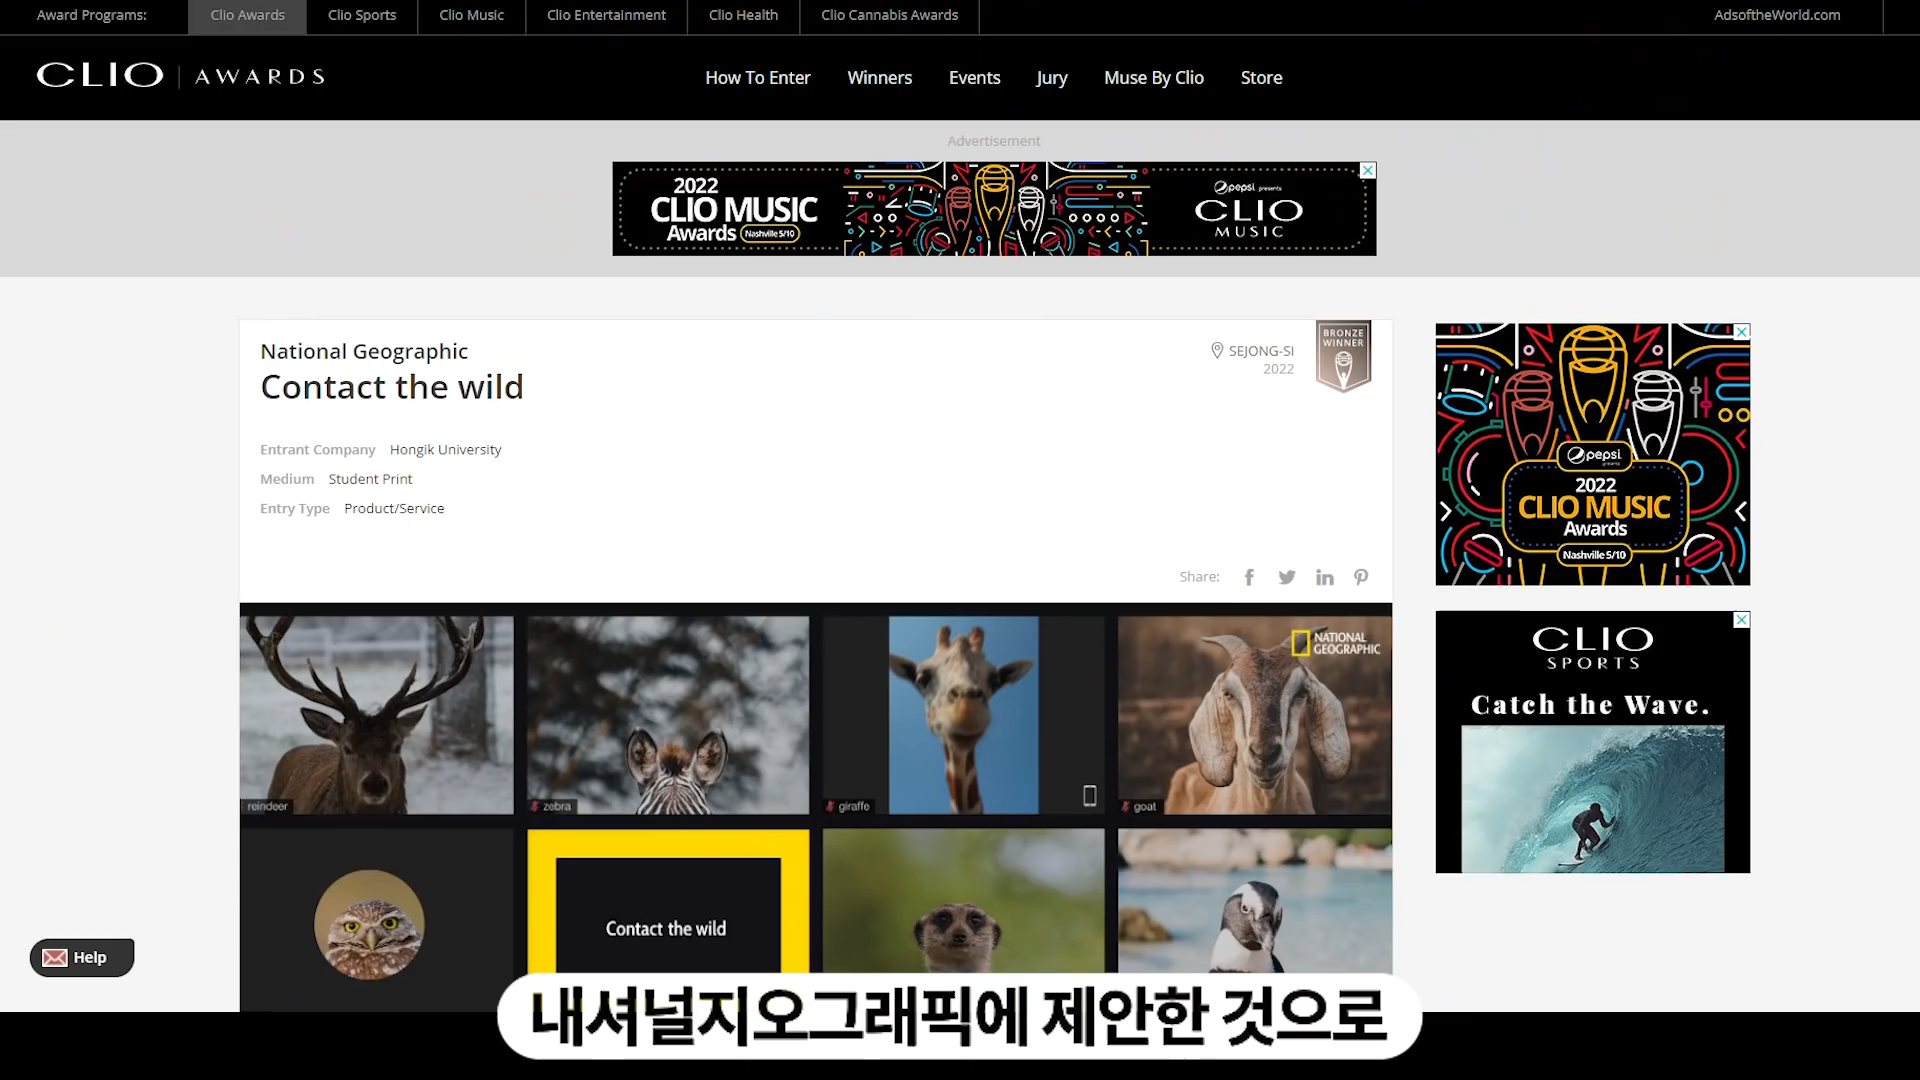 Award Programs:
Clio Awards
Clio Sports
Clio Music
Clio Entertainment
Clio Health
Clio Cannabis Awards
AdsoftheWorld.com
CLIO | AWARDS
How To Enter
Winners
Events
Jury
Muse By Clio
Store
Advertisement
2022
CLIO MUSIC
Awards Nashville 5/10
pepsi presents
CLIO
MUSIC
National Geographic
Contact the wild
SEJONG-SI
2022
BRONZE
WINNER
Entrant Company Hongik University
Medium Student Print
Entry Type Product/Service
Share:
pepsi
presents
2022
CLIO MUSIC
Awards
Nashville 5/10
NATIONAL
GEOGRAPHIC
reindeer
zebra
giraffe
goat
CLIO
SPORTS
Catch the Wave.
Contact the wild
Help
내셔널지오그래픽에 제안한 것으로